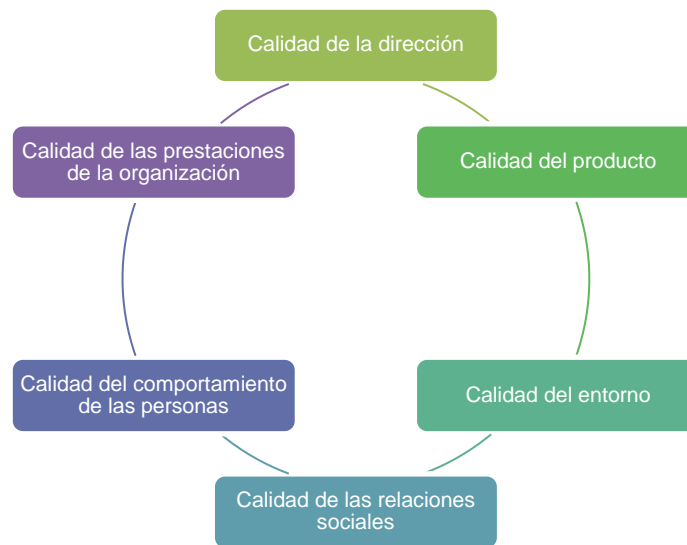 Calidad de la dirección
Calidad de las prestaciones
de la organización
Calidad del producto
Calidad del comportamiento
de las personas
Calidad del entorno
Calidad de las relaciones
sociales